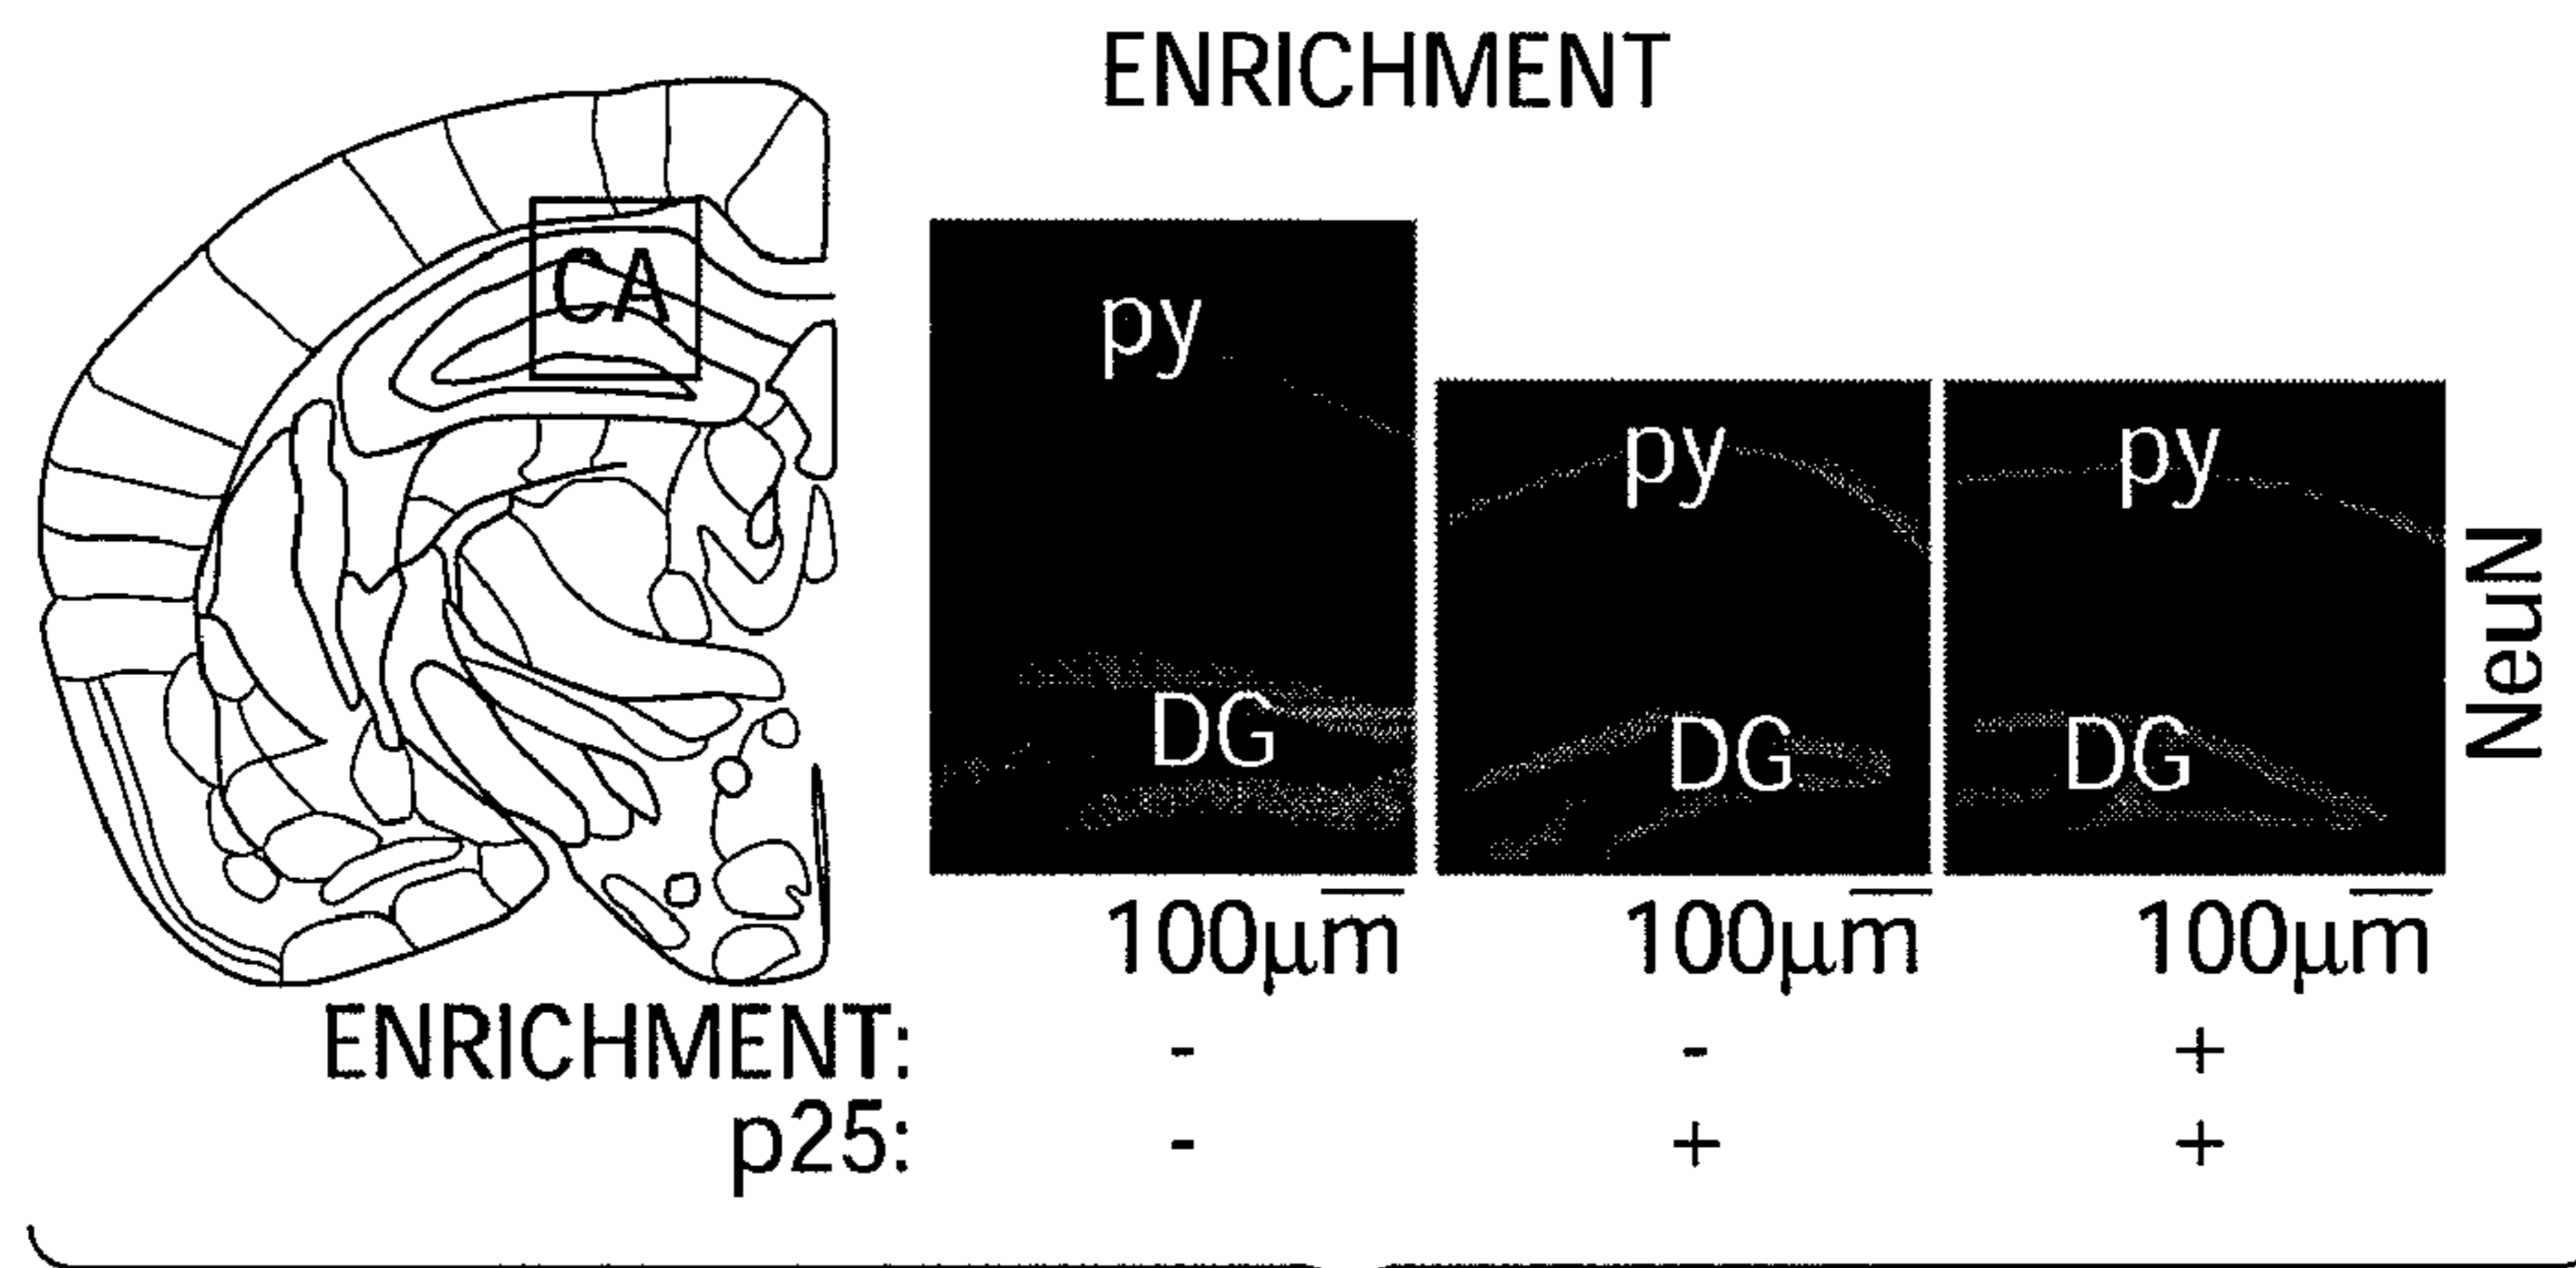 ENRICHMENT
CA
py
py
py
DG
DG
DG
NeuN
100µm 100µm 100µm
ENRICHMENT: - - +
p25: - + +